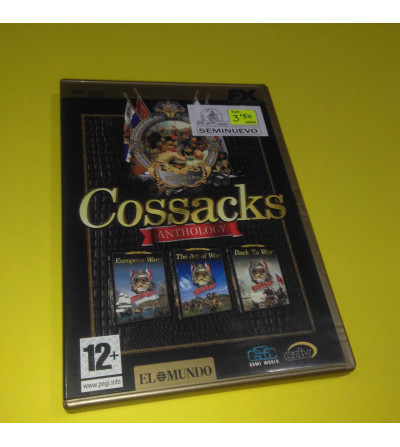 FX
PVP
3'50
SEMINUEVO
Cossacks
ANTHOLOGY
European Wars
The Art of War
Back To War
12+
www.pegi.info
EL MUNDO
GSC
GAME WORLD
cdv